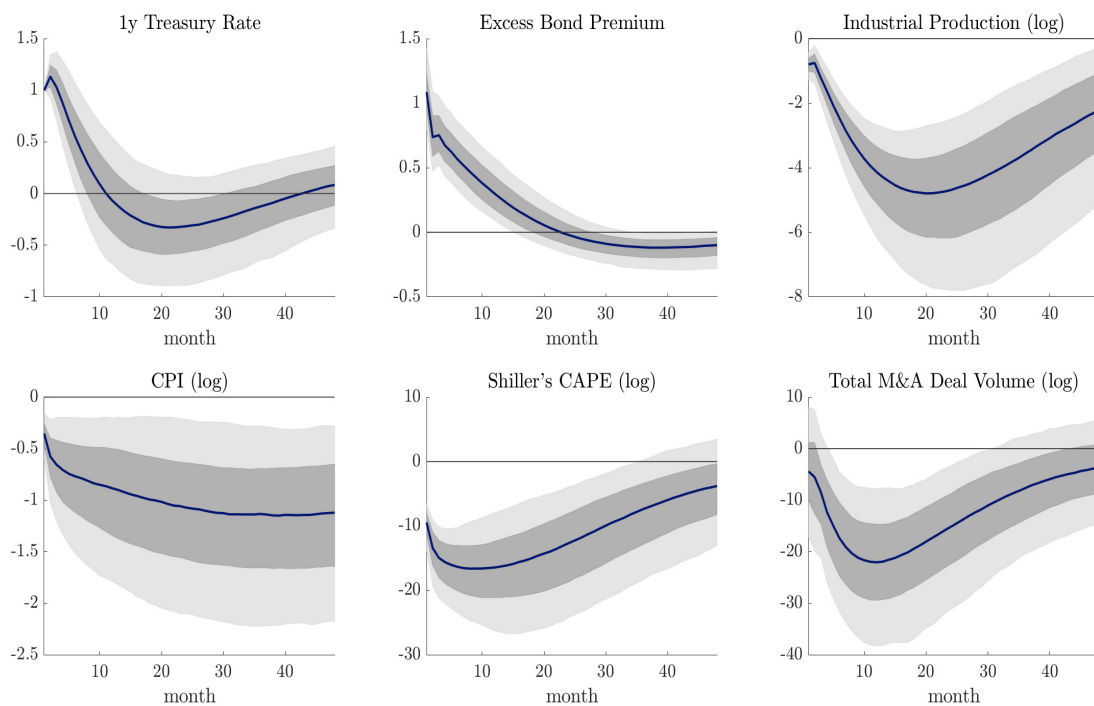 1y Treasury Rate
1.5
1
0.5
0
-0.5
-1
10 20 30 40
month
Excess Bond Premium
1.5
1
0.5
0
-0.5
10 20 30 40
month
Industrial Production (log)
0
-2
-4
-6
-8
10 20 30 40
month
CPI (log)
0
-0.5
-1
-1.5
-2
-2.5
10 20 30 40
month
Shiller's CAPE (log)
10
0
-10
-20
-30
10 20 30 40
month
Total M&A Deal Volume (log)
10
0
-10
-20
-30
-40
10 20 30 40
month